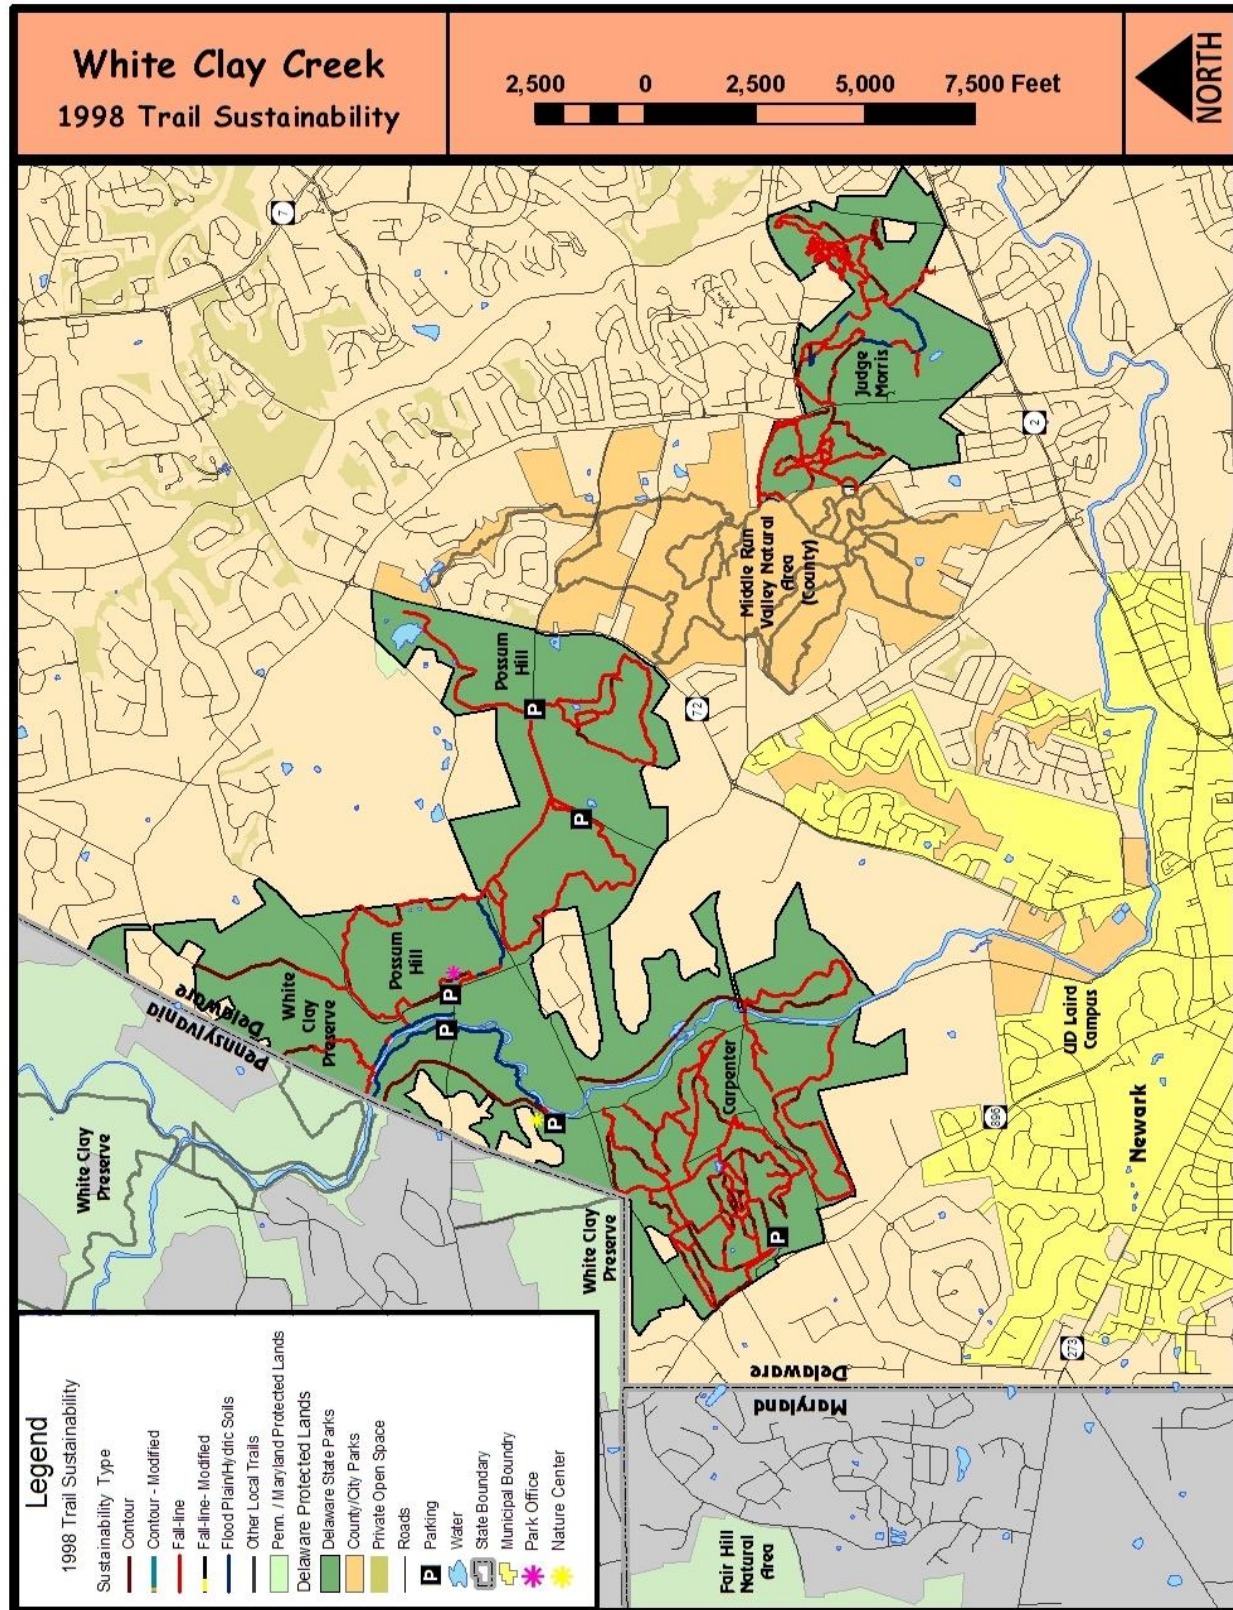 White Clay Creek
1998 Trail Sustainability
2,500 0 2,500 5,000 7,500 Feet
NORTH
7
Pennsylvania
Delaware
White Clay
Preserve
White
Clay
Preserve
Possum
Hill
P
P
P
Possum
Hill
P
P
72
Middle Run
Valley Natural
Area
(County)
Judge
Morris
2
White Clay
Preserve
Carpenter
P
UD Laird
Campus
896
Newark
273
Delaware
Maryland
Fair Hill
Natural
Area
Legend
1998 Trail Sustainability
Sustainability Type
Contour
Contour - Modified
Fall-line
Fall-line- Modified
Flood Plain/Hydric Soils
Other Local Trails
Penn. / Maryland Protected Lands
Delaware Protected Lands
Delaware State Parks
County/City Parks
Private Open Space
Roads
P Parking
Water
State Boundary
Municipal Boundry
Park Office
Nature Center